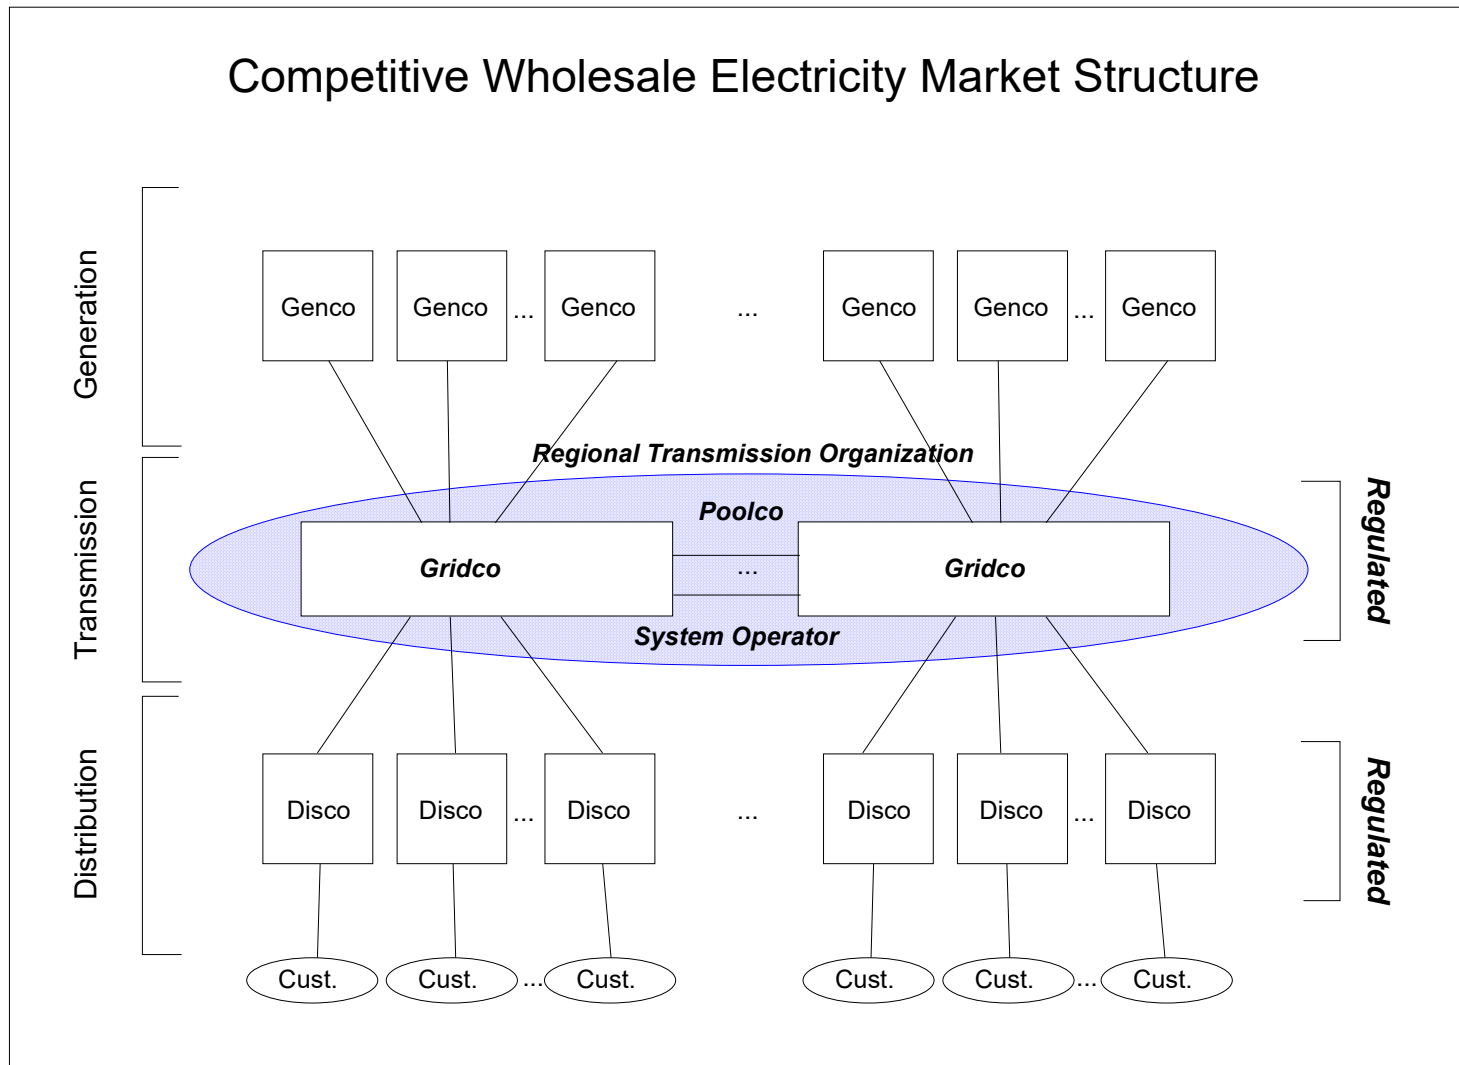 Competitive Wholesale Electricity Market Structure
Generation
Genco Genco ... Genco ... Genco Genco ... Genco
Regional Transmission Organization
Transmission
Poolco
Gridco ... Gridco
System Operator
Regulated
Distribution
Disco Disco ... Disco ... Disco Disco ... Disco
Regulated
Cust. Cust. ... Cust. Cust. Cust. ... Cust.